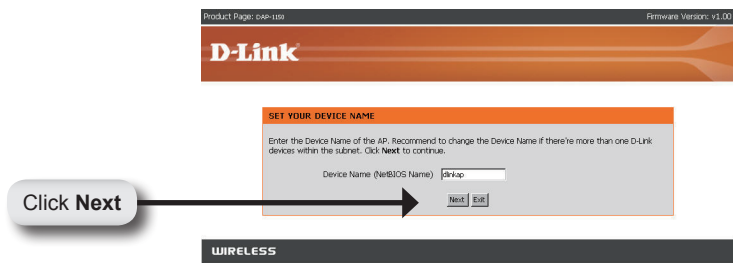 Product Page: DAP-1150
Firmware Version: v1.00
D-Link
SET YOUR DEVICE NAME
Enter the Device Name of the AP. Recommend to change the Device Name if there're more than one D-Link
devices within the subnet. Click Next to continue.
Device Name (NetBIOS Name) dlinkap
Click Next
Next Exit
WIRELESS